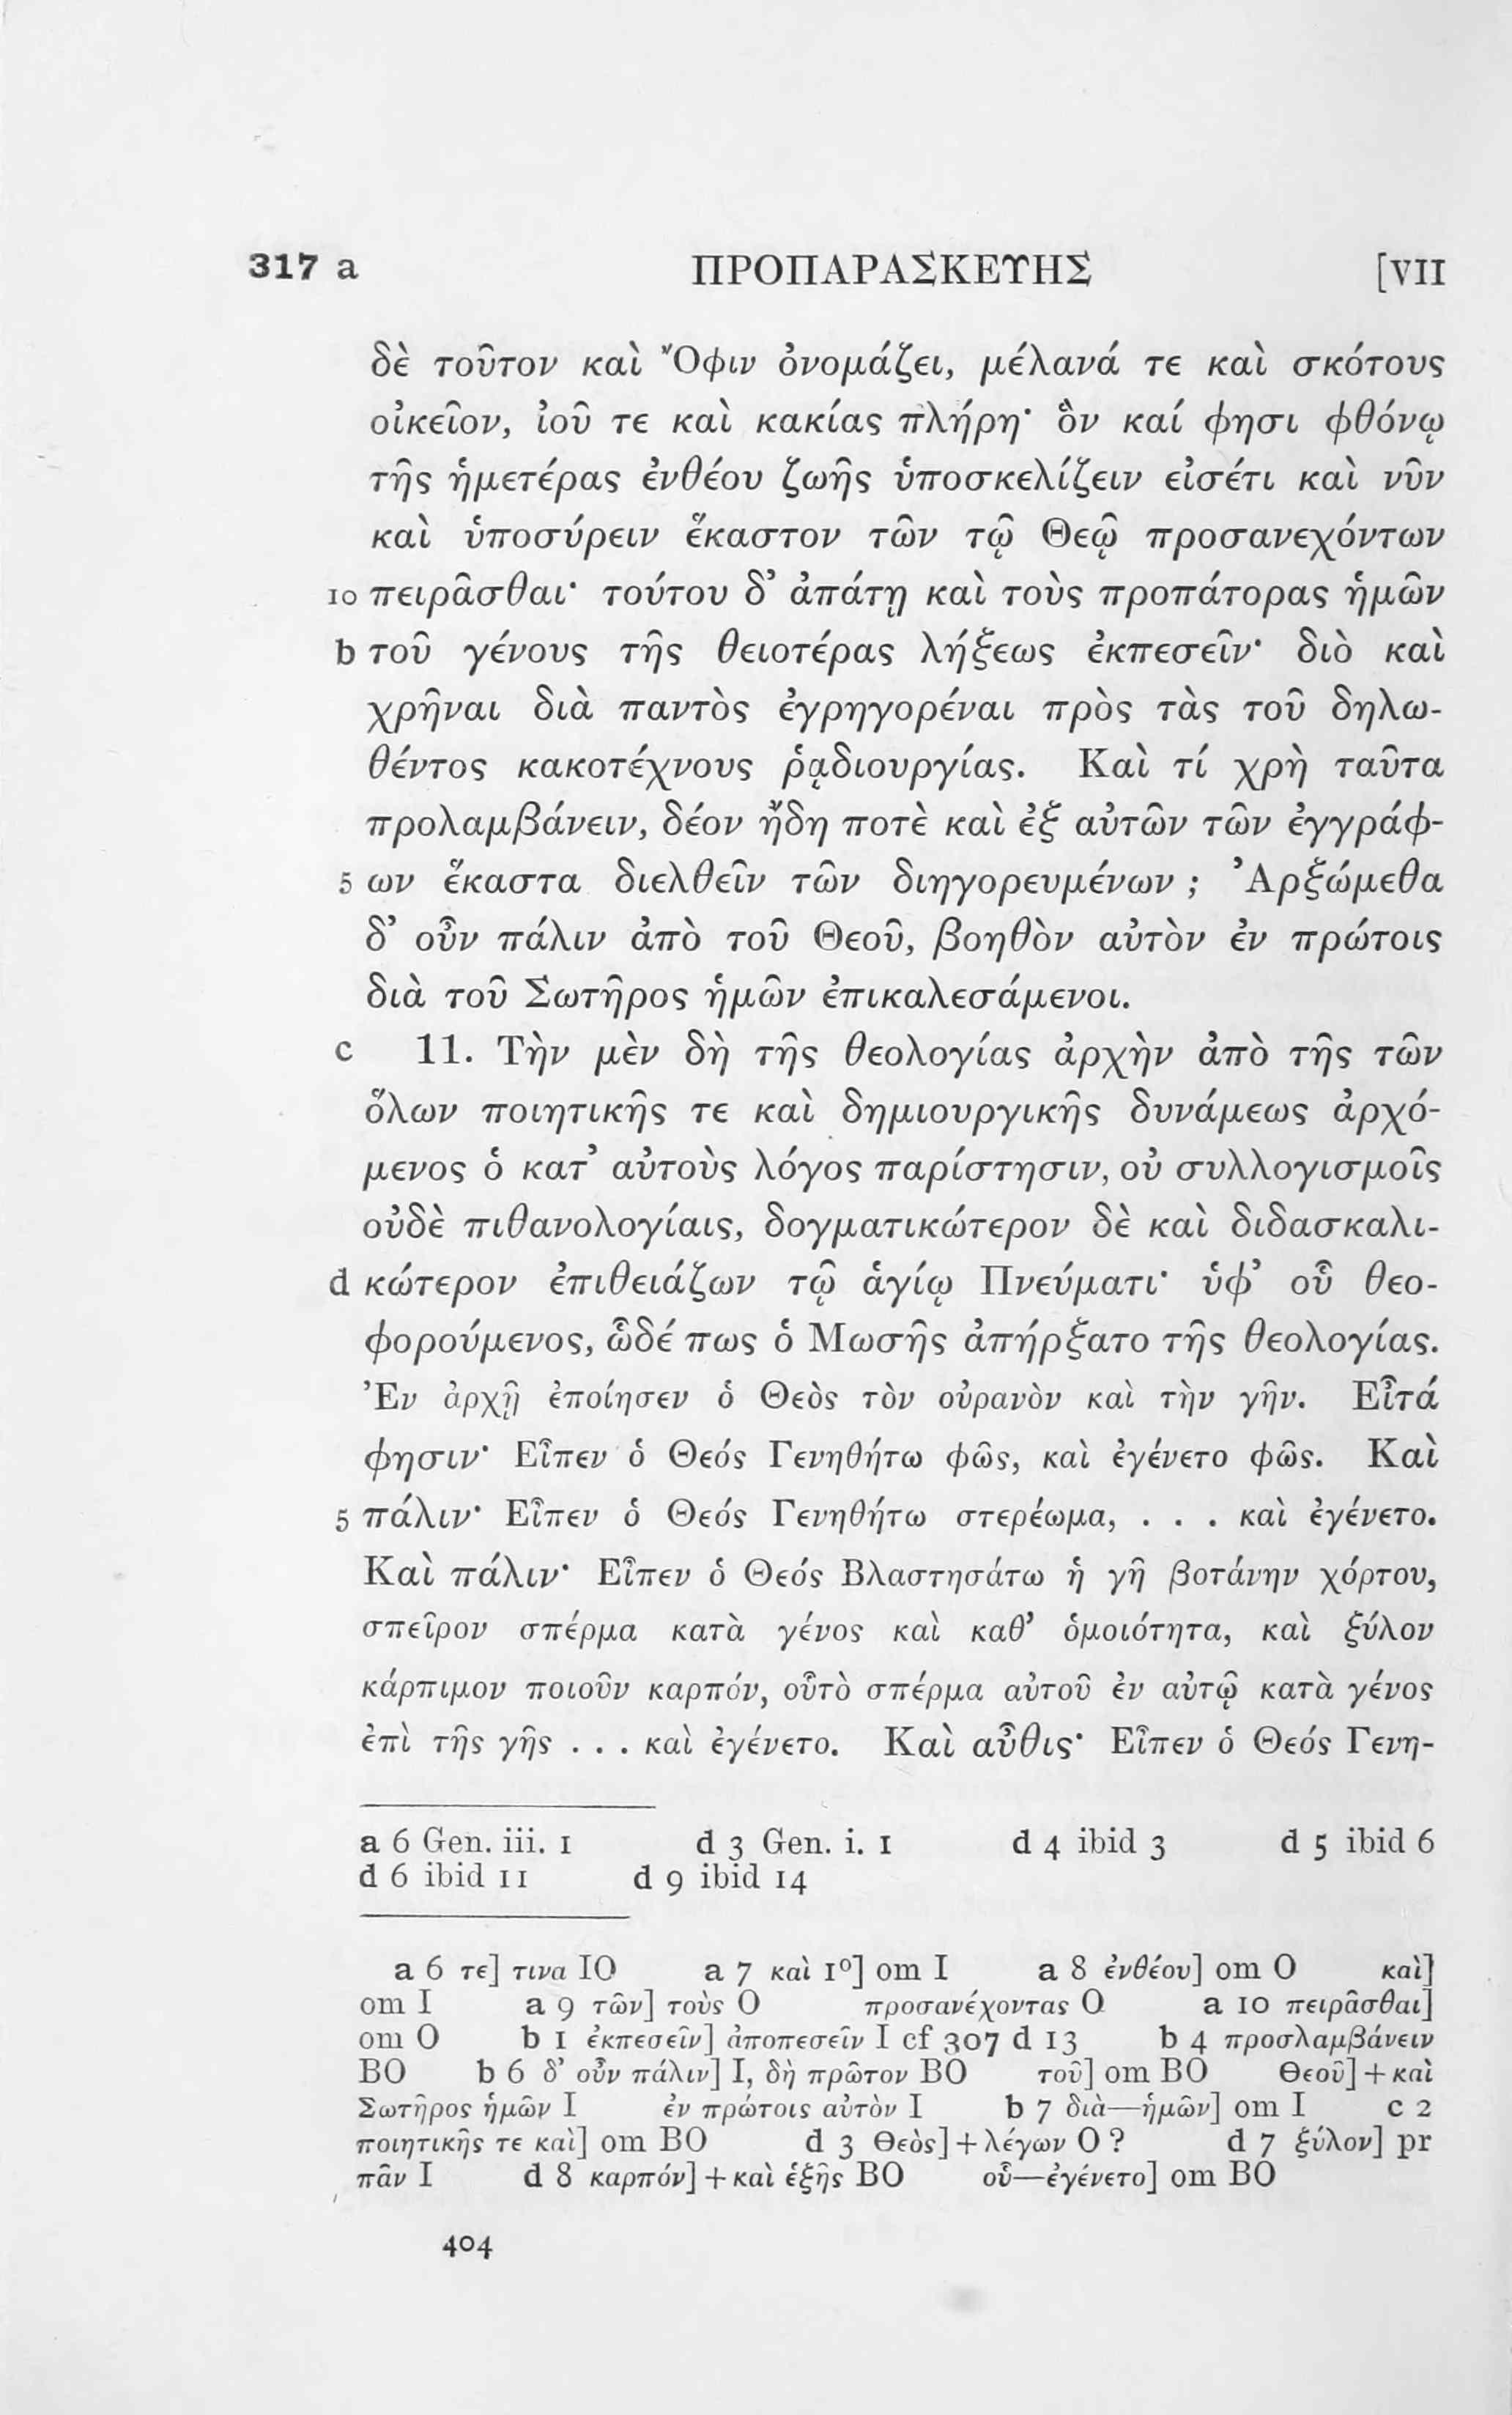 317 a ΠΡΟΠΑΡΑΣΚΕΥΗΣ [VII
δὲ τοῦτον καὶ Ὄφιν ὀνομάζει, μέλανά τε καὶ σκότους
οἰκεῖον, ἰοῦ τε καὶ κακίας πλήρη· ὃν καί φησι φθόνῳ
τῆς ἡμετέρας ἐνθέου ζωῆς ὑποσκελίζειν εἰσέτι καὶ νῦν
καὶ ὑποσύρειν ἕκαστον τῶν τῷ Θεῷ προσανεχόντων
10 πειρᾶσθαι· τούτου δ’ ἀπάτῃ καὶ τοὺς προπάτορας ἡμῶν
b τοῦ γένους τῆς θειοτέρας λήξεως ἐκπεσεῖν· διὸ καὶ
χρῆναι διὰ παντὸς ἐγρηγορέναι πρὸς τὰς τοῦ δηλω-
θέντος κακοτέχνους ῥᾳδιουργίας. Καὶ τί χρὴ ταῦτα
προλαμβάνειν, δέον ἤδη ποτὲ καὶ ἐξ αὐτῶν τῶν ἐγγράφ-
5 ων ἕκαστα διελθεῖν τῶν διηγορευμένων ; Ἀρξώμεθα
δ’ οὖν πάλιν ἀπὸ τοῦ Θεοῦ, βοηθὸν αὐτὸν ἐν πρώτοις
διὰ τοῦ Σωτῆρος ἡμῶν ἐπικαλεσάμενοι.
c 11. Τὴν μὲν δὴ τῆς θεολογίας ἀρχὴν ἀπὸ τῆς τῶν
ὅλων ποιητικῆς τε καὶ δημιουργικῆς δυνάμεως ἀρχό-
μενος ὁ κατ’ αὐτοὺς λόγος παρίστησιν, οὐ συλλογισμοῖς
οὐδὲ πιθανολογίαις, δογματικώτερον δὲ καὶ διδασκαλι-
d κώτερον ἐπιθειάζων τῷ ἁγίῳ Πνεύματι· ὑφ’ οὗ θεο-
φορούμενος, ὧδέ πως ὁ Μωσῆς ἀπήρξατο τῆς θεολογίας.
Ἐν ἀρχῇ ἐποίησεν ὁ Θεὸς τὸν οὐρανὸν καὶ τὴν γῆν. Εἶτά
φησιν· Εἶπεν ὁ Θεός Γενηθήτω φῶς, καὶ ἐγένετο φῶς. Καὶ
5 πάλιν· Εἶπεν ὁ Θεός Γενηθήτω στερέωμα, . . . καὶ ἐγένετο.
Καὶ πάλιν· Εἶπεν ὁ Θεός Βλαστησάτω ἡ γῆ βοτάνην χόρτου,
σπεῖρον σπέρμα κατὰ γένος καὶ καθ’ ὁμοιότητα, καὶ ξύλον
κάρπιμον ποιοῦν καρπόν, οὗτὸ σπέρμα αὐτοῦ ἐν αὐτῷ κατὰ γένος
ἐπὶ τῆς γῆς . . . καὶ ἐγένετο. Καὶ αὖθις· Εἶπεν ὁ Θεός Γενη-
a 6 Gen. iii. 1 d 3 Gen. i. 1 d 4 ibid 3 d 5 ibid 6
d 6 ibid 11 d 9 ibid 14
a 6 τε] τινα IO a 7 καὶ 1⁰] om I a 8 ἐνθέου] om O καὶ]
om I a 9 τῶν] τοὺς O προσανέχοντας O a 10 πειρᾶσθαι]
om O b 1 ἐκπεσεῖν] ἀποπεσεῖν I cf 307 d 13 b 4 προσλαμβάνειν
BO b 6 δ’ οὖν πάλιν] I, δὴ πρῶτον BO τοῦ] om BO Θεοῦ] + καὶ
Σωτῆρος ἡμῶν I ἐν πρώτοις αὐτὸν I b 7 διὰ—ἡμῶν] om I c 2
ποιητικῆς τε καὶ] om BO d 3 Θεὸς] + λέγων O ? d 7 ξύλον] pr
πᾶν I d 8 καρπόν] + καὶ ἑξῆς BO οὗ—ἐγένετο] om BO
404